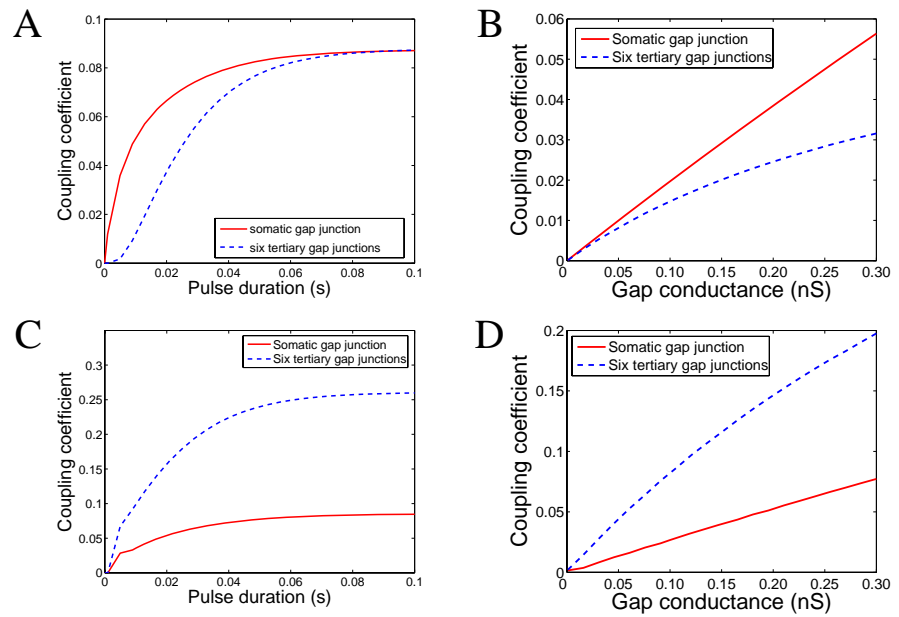 A
Coupling coefficient
0.1
0.08
0.06
0.04
0.02
0
somatic gap junction
six tertiary gap junctions
0 0.02 0.04 0.06 0.08 0.1
Pulse duration (s)
B
Coupling coefficient
0.06
0.05
0.04
0.03
0.02
0.01
0
Somatic gap junction
Six tertiary gap junctions
0 0.05 0.10 0.15 0.20 0.25 0.30
Gap conductance (nS)
C
Coupling coefficient
0.3
0.25
0.2
0.15
0.1
0.05
0
Somatic gap junction
Six tertiary gap junctions
0 0.02 0.04 0.06 0.08 0.1
Pulse duration (s)
D
Coupling coefficient
0.2
0.15
0.1
0.05
0
Somatic gap junction
Six tertiary gap junctions
0 0.05 0.10 0.15 0.20 0.25 0.30
Gap conductance (nS)